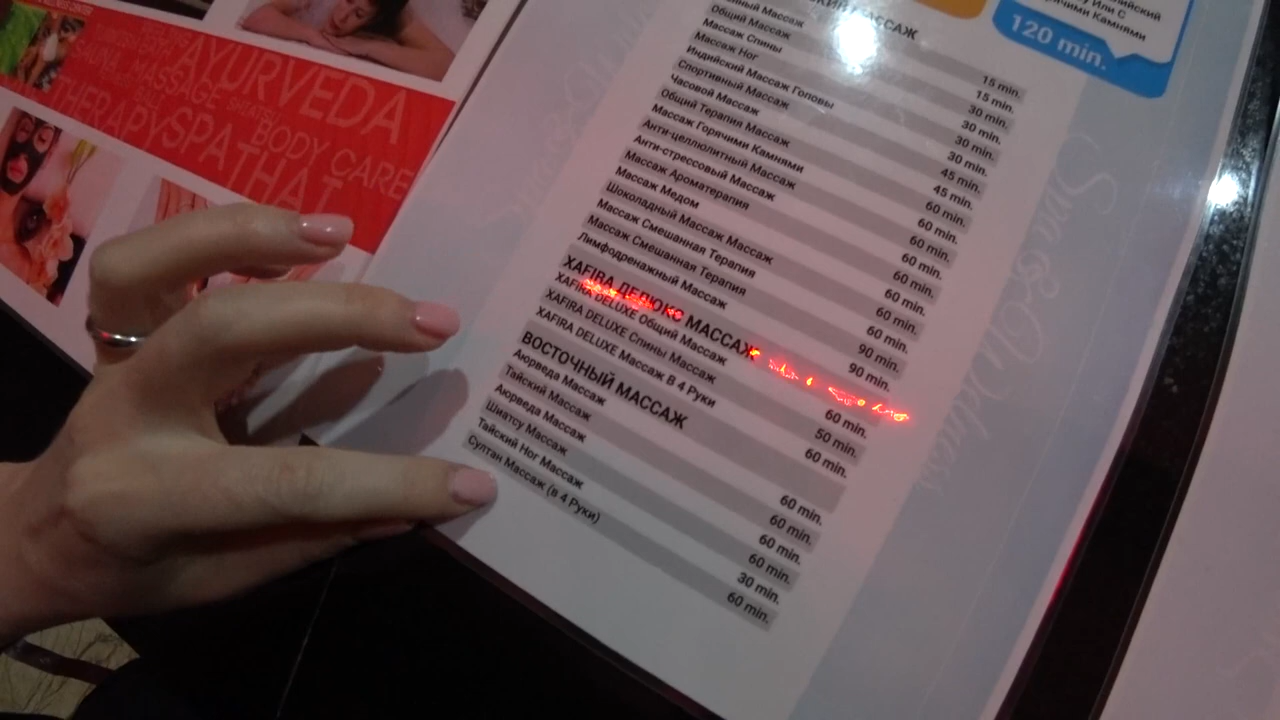 AYURVEDA
MASSAGE
BODY CARE
THERAPY
SPA
THAI
120 min.
Камнями
МАССАЖ
Общий Массаж
15 min.
Массаж Спины
15 min.
Массаж Ног
30 min.
Индийский Массаж Головы
30 min.
Спортивный Массаж
30 min.
Часовой Массаж
30 min.
Общий Терапия Массаж
45 min.
Массаж Горячими Камнями
45 min.
Анти-целлюлитный Массаж
60 min.
Анти-стрессовый Массаж
60 min.
Массаж Ароматерапия
60 min.
Массаж Медом
60 min.
Шоколадный Массаж Массаж
60 min.
Массаж Смешанная Терапия
60 min.
Массаж Смешанная Терапия
90 min.
Лимфодренажный Массаж
90 min.
XAFIRA ДЕЛЮКС МАССАЖ
XAFIRA DELUXE Общий Массаж
60 min.
XAFIRA DELUXE Спины Массаж
50 min.
XAFIRA DELUXE Массаж В 4 Руки
60 min.
ВОСТОЧНЫЙ МАССАЖ
Аюрведа Массаж
60 min.
Тайский Массаж
60 min.
Аюрведа Массаж
60 min.
Шиатсу Массаж
60 min.
Тайский Ног Массаж
30 min.
Султан Массаж (в 4 Руки)
60 min.